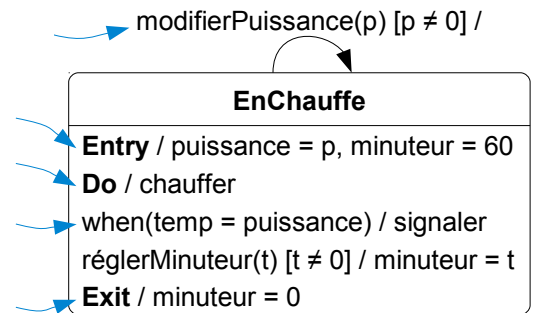 modifierPuissance(p) [p ≠ 0] /
EnChauffe
Entry / puissance = p, minuteur = 60
Do / chauffer
when(temp = puissance) / signaler
réglerMinuteur(t) [t ≠ 0] / minuteur = t
Exit / minuteur = 0